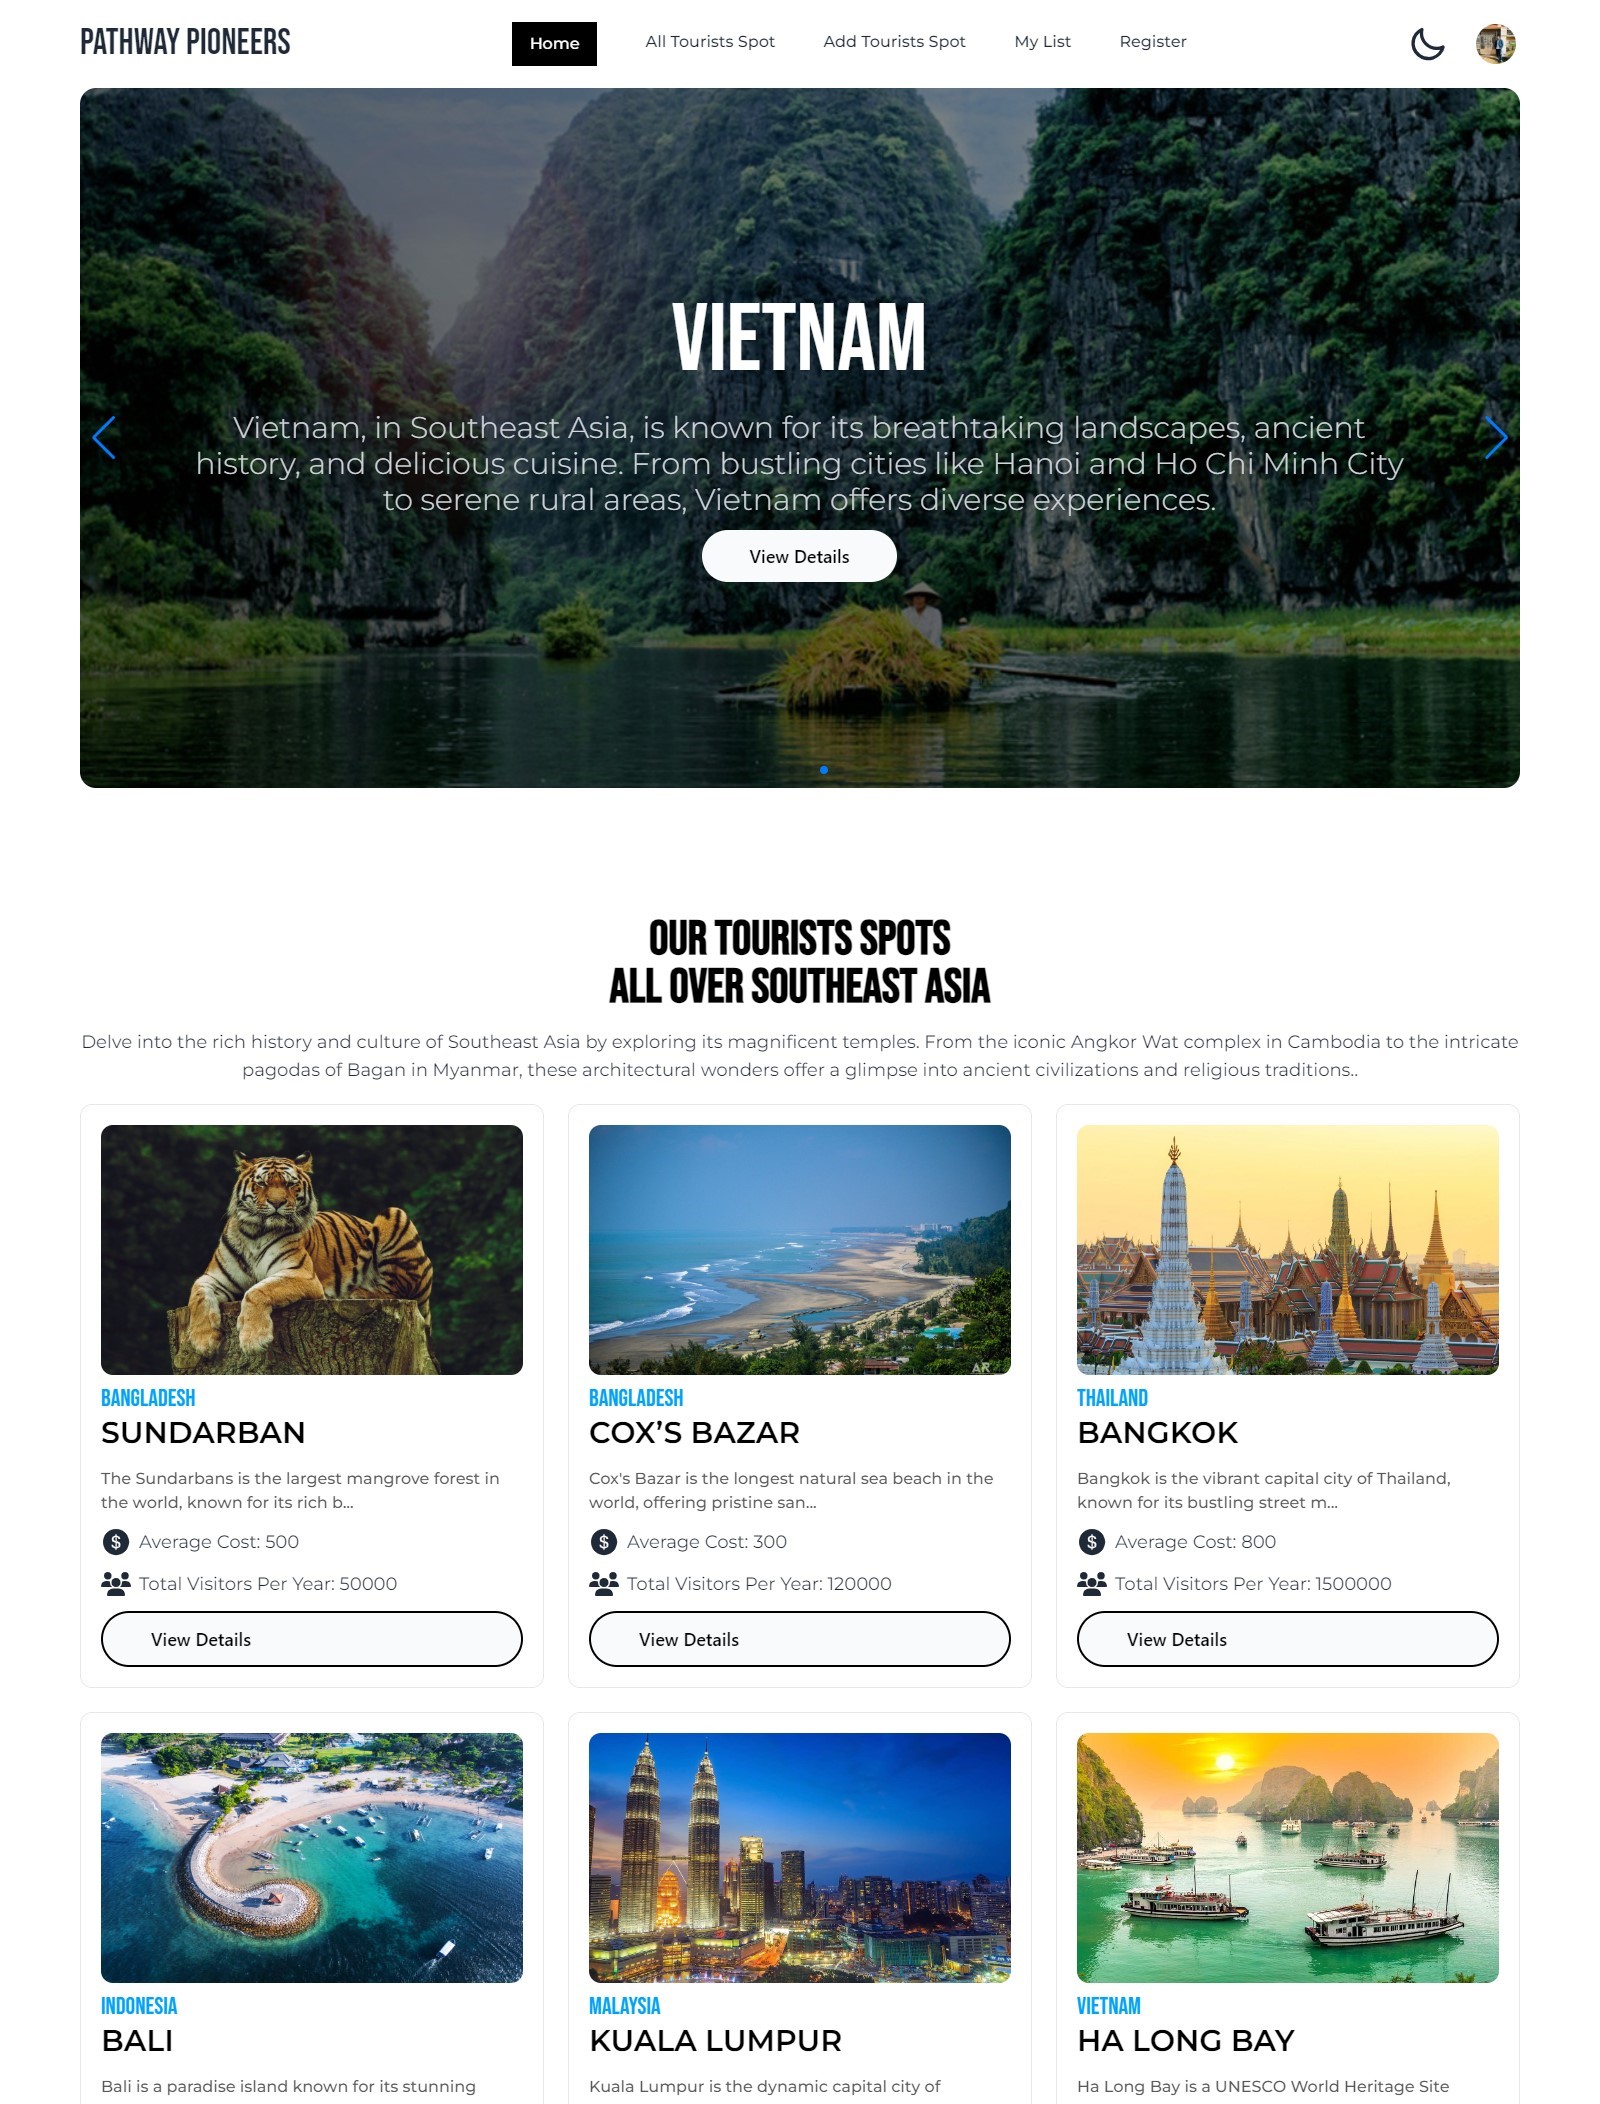 PATHWAY PIONEERS
Home
All Tourists Spot
Add Tourists Spot
My List
Register
VIETNAM
Vietnam, in Southeast Asia, is known for its breathtaking landscapes, ancient
history, and delicious cuisine. From bustling cities like Hanoi and Ho Chi Minh City
to serene rural areas, Vietnam offers diverse experiences.
View Details
OUR TOURISTS SPOTS
ALL OVER SOUTHEAST ASIA
Delve into the rich history and culture of Southeast Asia by exploring its magnificent temples. From the iconic Angkor Wat complex in Cambodia to the intricate
pagodas of Bagan in Myanmar, these architectural wonders offer a glimpse into ancient civilizations and religious traditions..
BANGLADESH
SUNDARBAN
The Sundarbans is the largest mangrove forest in
the world, known for its rich b...
$ Average Cost: 500
Total Visitors Per Year: 50000
View Details
AR
BANGLADESH
COX’S BAZAR
Cox's Bazar is the longest natural sea beach in the
world, offering pristine san...
$ Average Cost: 300
Total Visitors Per Year: 120000
View Details
THAILAND
BANGKOK
Bangkok is the vibrant capital city of Thailand,
known for its bustling street m...
$ Average Cost: 800
Total Visitors Per Year: 1500000
View Details
INDONESIA
BALI
Bali is a paradise island known for its stunning
MALAYSIA
KUALA LUMPUR
Kuala Lumpur is the dynamic capital city of
VIETNAM
HA LONG BAY
Ha Long Bay is a UNESCO World Heritage Site